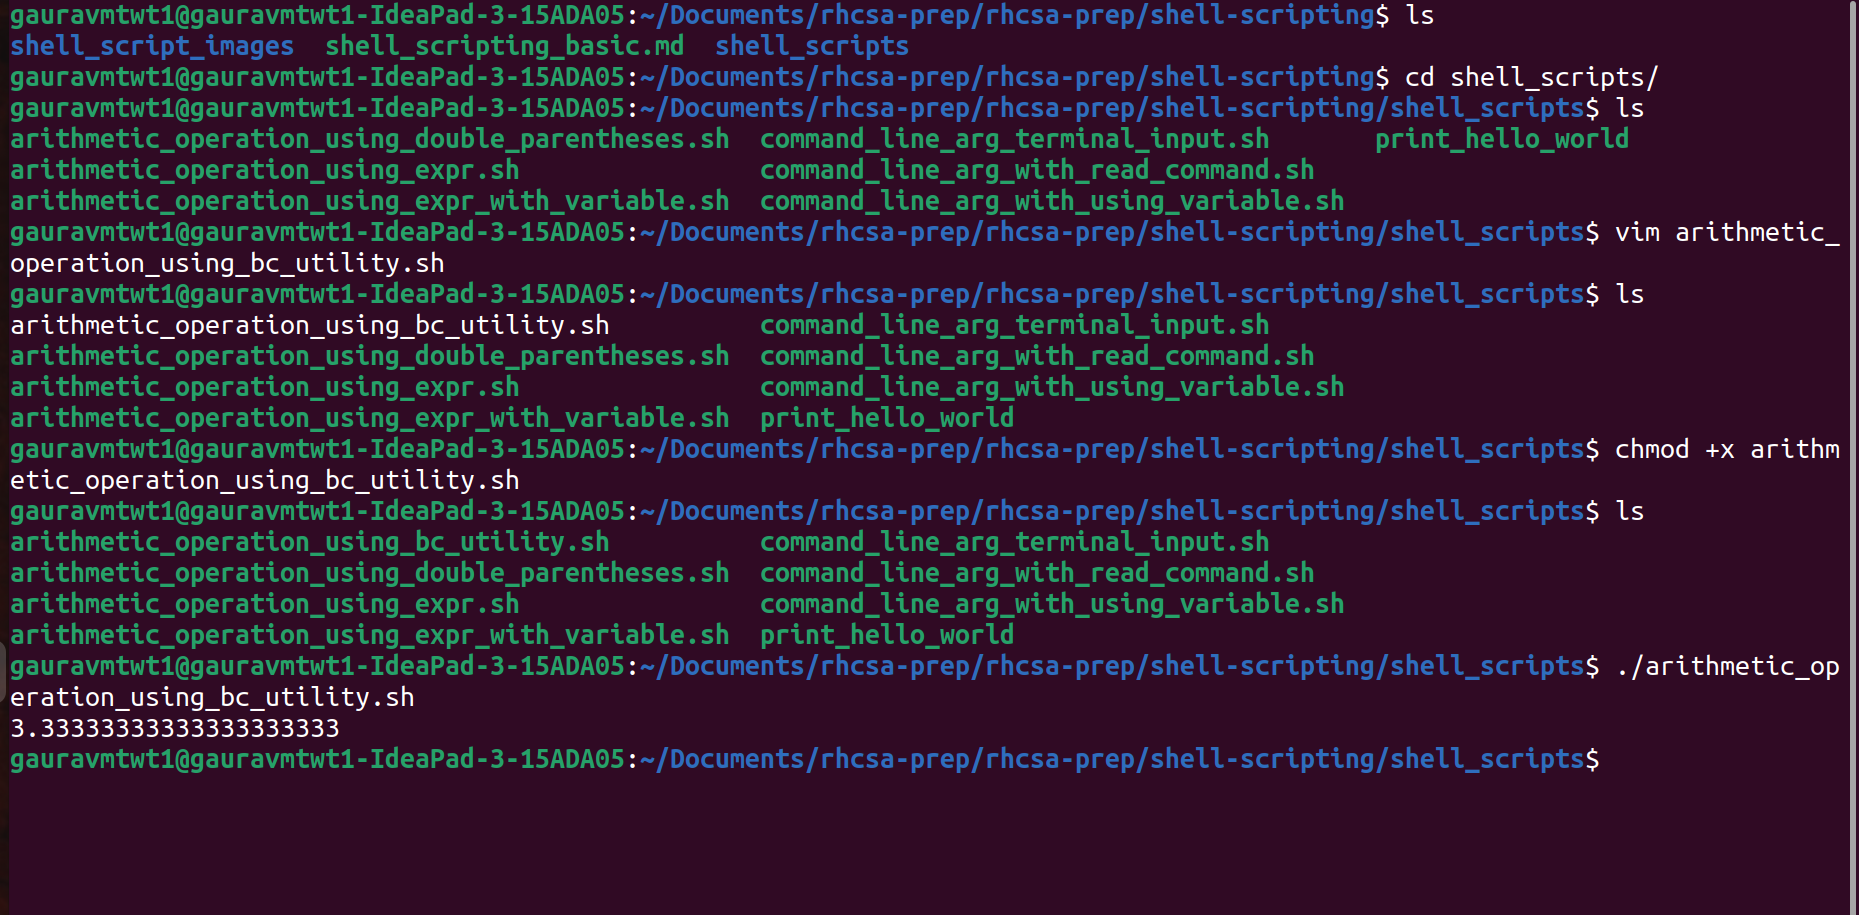 gauravmtwt1@gauravmtwt1-IdeaPad-3-15ADA05:~/Documents/rhcsa-prep/rhcsa-prep/shell-scripting$ ls
shell_script_images  shell_scripting_basic.md  shell_scripts
gauravmtwt1@gauravmtwt1-IdeaPad-3-15ADA05:~/Documents/rhcsa-prep/rhcsa-prep/shell-scripting$ cd shell_scripts/
gauravmtwt1@gauravmtwt1-IdeaPad-3-15ADA05:~/Documents/rhcsa-prep/rhcsa-prep/shell-scripting/shell_scripts$ ls
arithmetic_operation_using_double_parentheses.sh  command_line_arg_terminal_input.sh       print_hello_world
arithmetic_operation_using_expr.sh                command_line_arg_with_read_command.sh
arithmetic_operation_using_expr_with_variable.sh  command_line_arg_with_using_variable.sh
gauravmtwt1@gauravmtwt1-IdeaPad-3-15ADA05:~/Documents/rhcsa-prep/rhcsa-prep/shell-scripting/shell_scripts$ vim arithmetic_
operation_using_bc_utility.sh
gauravmtwt1@gauravmtwt1-IdeaPad-3-15ADA05:~/Documents/rhcsa-prep/rhcsa-prep/shell-scripting/shell_scripts$ ls
arithmetic_operation_using_bc_utility.sh          command_line_arg_terminal_input.sh
arithmetic_operation_using_double_parentheses.sh  command_line_arg_with_read_command.sh
arithmetic_operation_using_expr.sh                command_line_arg_with_using_variable.sh
arithmetic_operation_using_expr_with_variable.sh  print_hello_world
gauravmtwt1@gauravmtwt1-IdeaPad-3-15ADA05:~/Documents/rhcsa-prep/rhcsa-prep/shell-scripting/shell_scripts$ chmod +x arithm
etic_operation_using_bc_utility.sh
gauravmtwt1@gauravmtwt1-IdeaPad-3-15ADA05:~/Documents/rhcsa-prep/rhcsa-prep/shell-scripting/shell_scripts$ ls
arithmetic_operation_using_bc_utility.sh          command_line_arg_terminal_input.sh
arithmetic_operation_using_double_parentheses.sh  command_line_arg_with_read_command.sh
arithmetic_operation_using_expr.sh                command_line_arg_with_using_variable.sh
arithmetic_operation_using_expr_with_variable.sh  print_hello_world
gauravmtwt1@gauravmtwt1-IdeaPad-3-15ADA05:~/Documents/rhcsa-prep/rhcsa-prep/shell-scripting/shell_scripts$ ./arithmetic_op
eration_using_bc_utility.sh
3.33333333333333333333
gauravmtwt1@gauravmtwt1-IdeaPad-3-15ADA05:~/Documents/rhcsa-prep/rhcsa-prep/shell-scripting/shell_scripts$